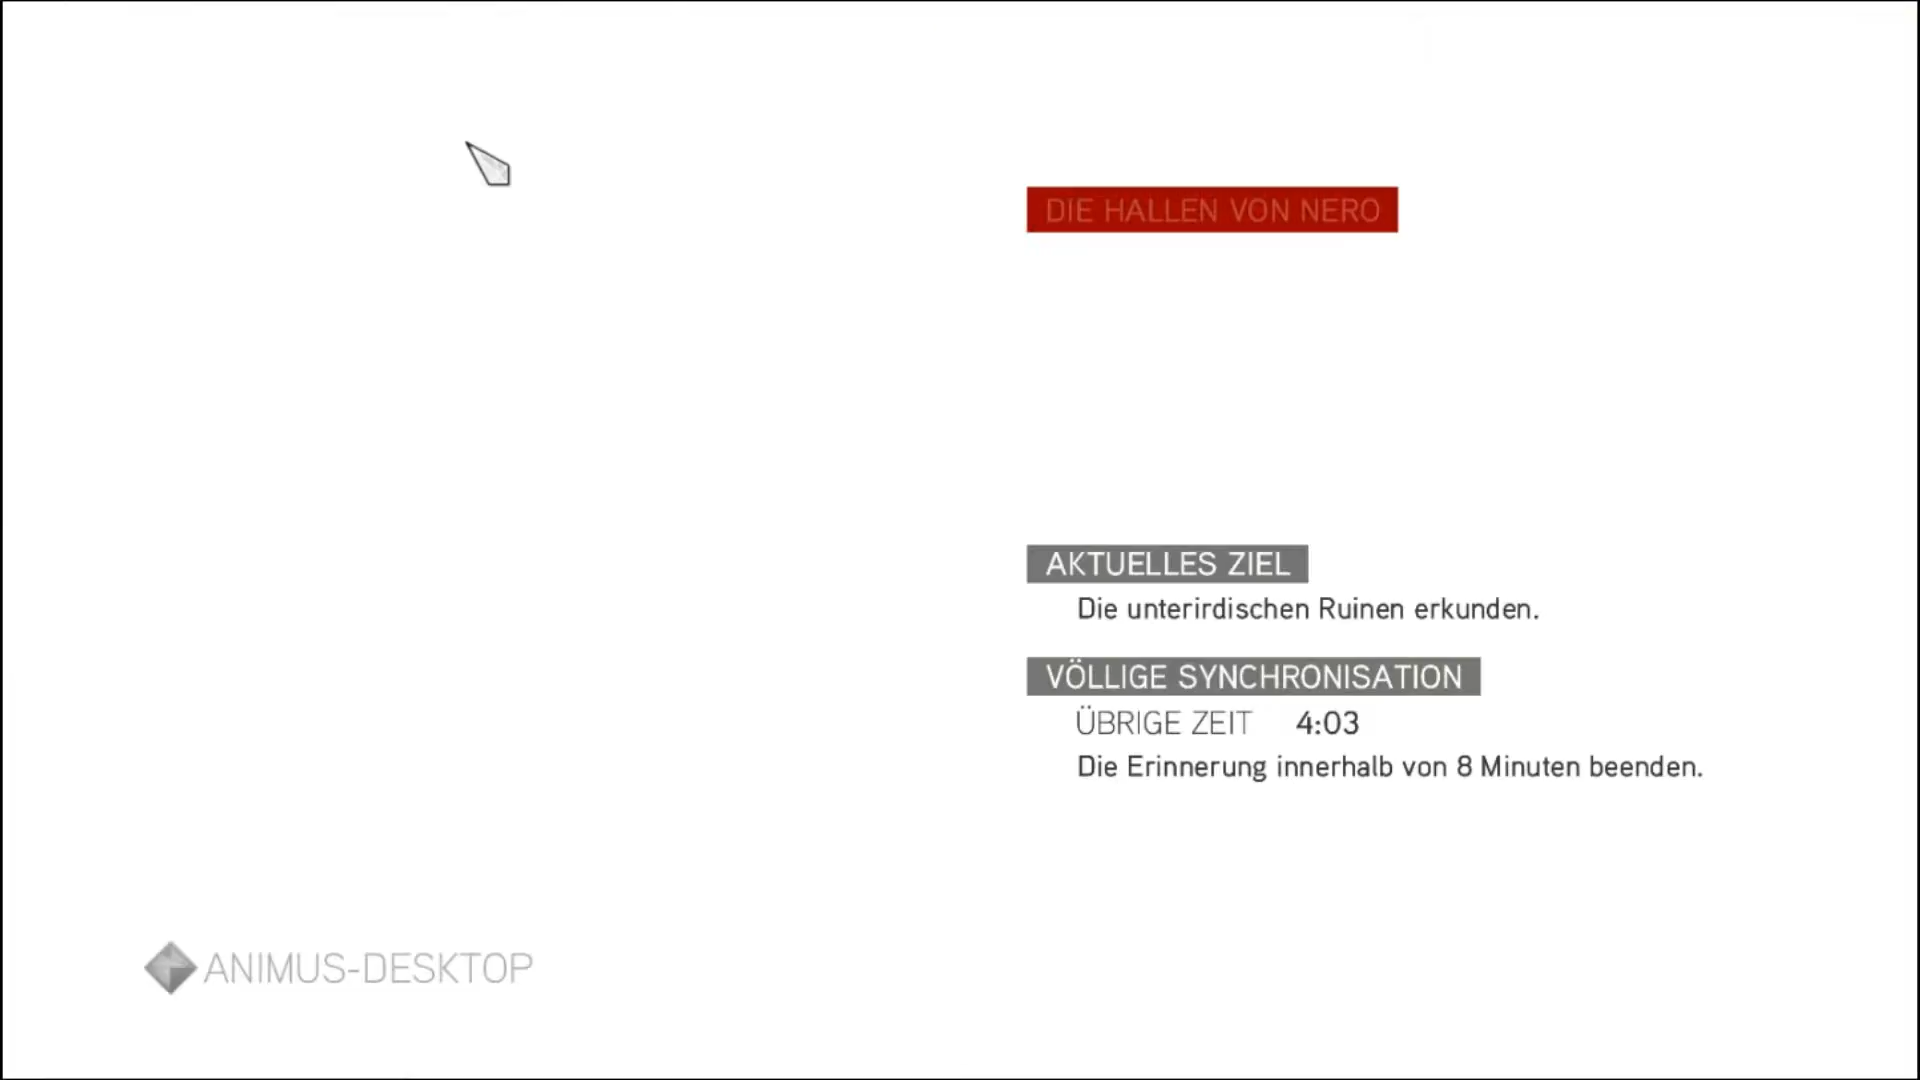 DIE HALLEN VON NERO
AKTUELLES ZIEL
Die unterirdischen Ruinen erkunden.
VÖLLIGE SYNCHRONISATION
ÜBRIGE ZEIT 4:03
Die Erinnerung innerhalb von 8 Minuten beenden.
ANIMUS-DESKTOP